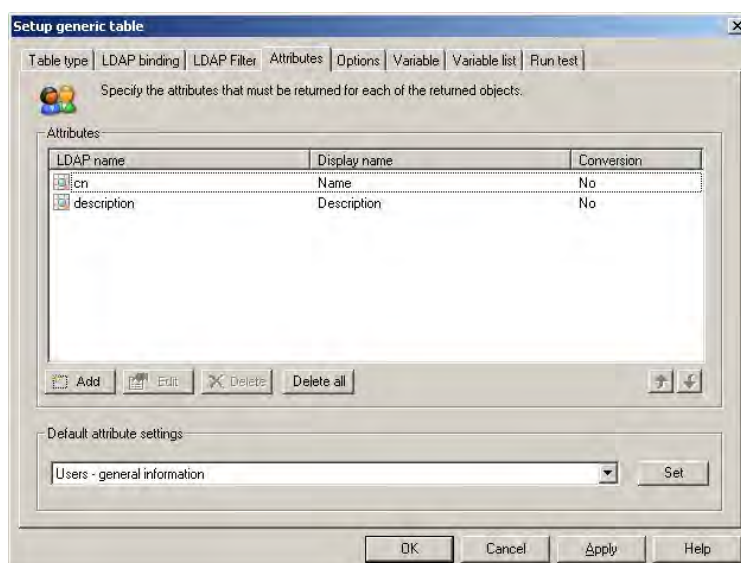 Setup generic table
Table type LDAP binding LDAP Filter Attributes Options Variable Variable list Run test
Specify the attributes that must be returned for each of the returned objects.
Attributes
LDAP name Display name Conversion
cn Name No
description Description No
Add Edit Delete Delete all
Default attribute settings
Users - general information Set
OK Cancel Apply Help